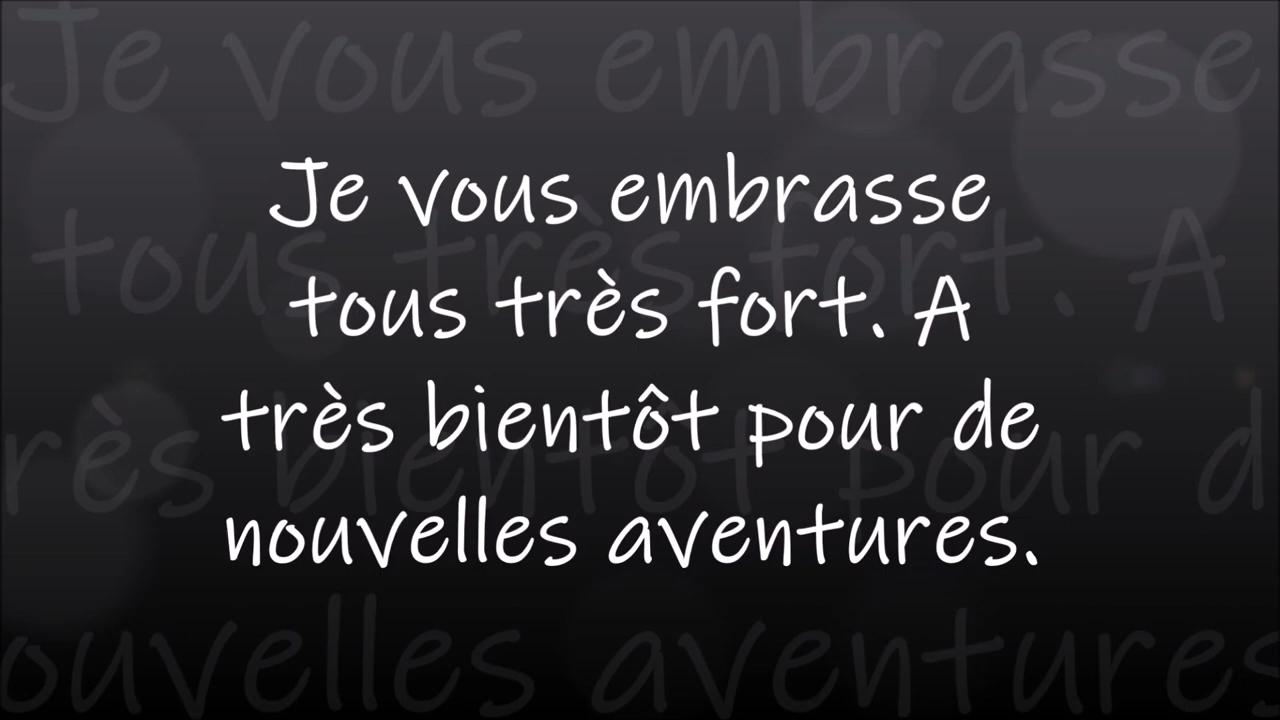 Je vous embrasse
tous très fort. A
très bientôt pour de
nouvelles aventures.